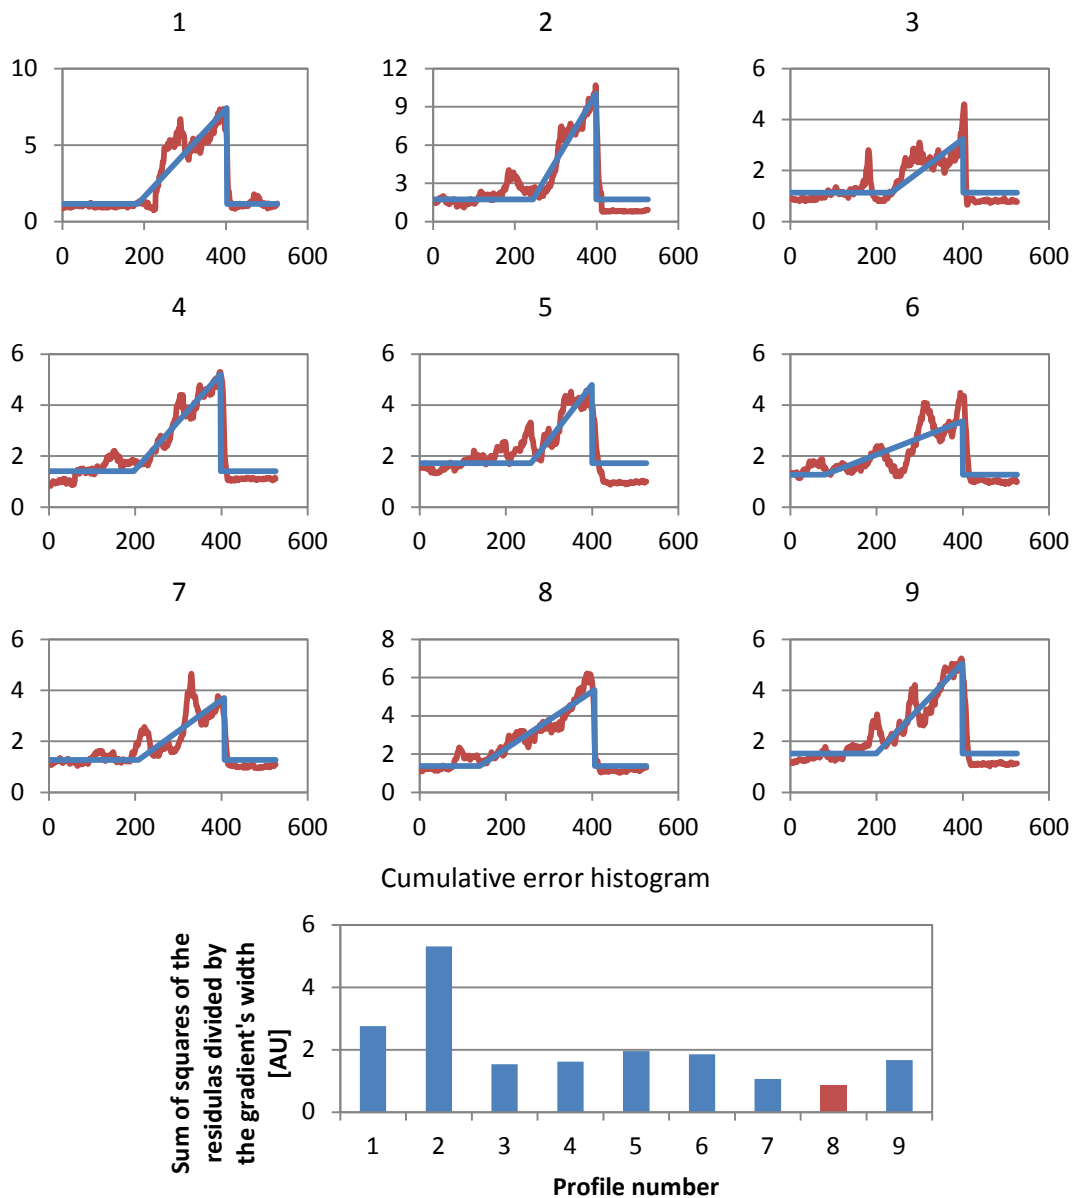 1 2 3
10 12 6
9
5 6 4
3 2
0 0 0
0 200 400 600 0 200 400 600 0 200 400 600
4 5 6
6 6 6
4 4 4
2 2 2
0 0 0
0 200 400 600 0 200 400 600 0 200 400 600
7 8 9
6 8 6
4 6 4
4
2 2 2
0 0 0
0 200 400 600 0 200 400 600 0 200 400 600
Cumulative error histogram
Sum of squares of the
residulas divided by
the gradient's width
[AU]
6
4
2
0
1 2 3 4 5 6 7 8 9
Profile number